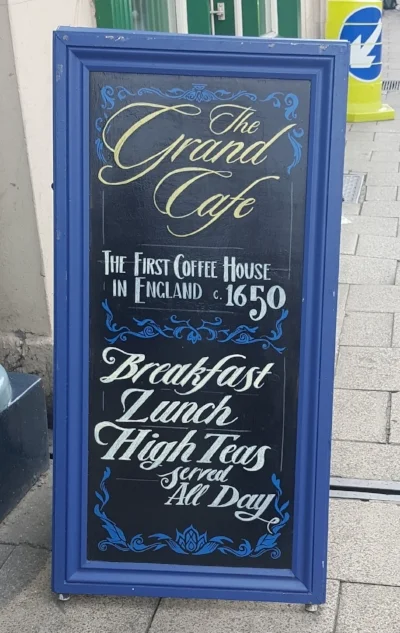 The
Grand
Cafe
THE FIRST COFFEE HOUSE
IN ENGLAND c. 1650
Breakfast
Lunch
High Teas
served
All Day